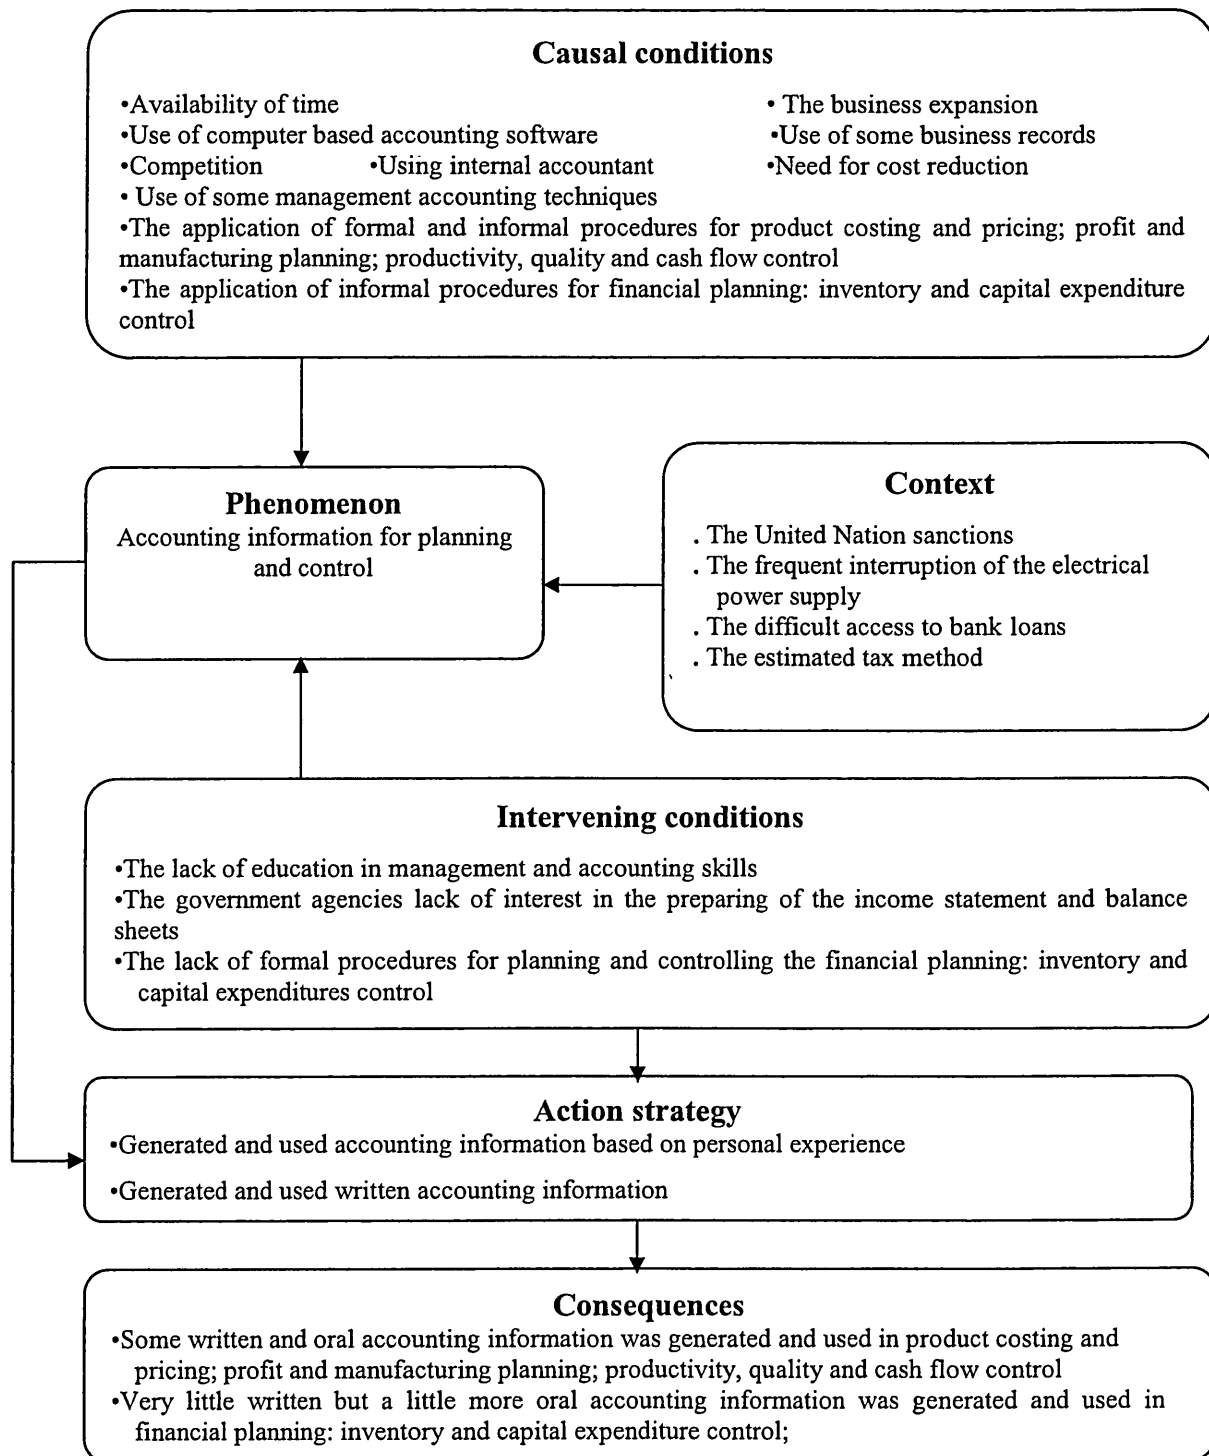 Causal conditions
•Availability of time • The business expansion
•Use of computer based accounting software •Use of some business records
•Competition •Using internal accountant •Need for cost reduction
• Use of some management accounting techniques
•The application of formal and informal procedures for product costing and pricing; profit and
manufacturing planning; productivity, quality and cash flow control
•The application of informal procedures for financial planning: inventory and capital expenditure
control
Phenomenon
Accounting information for planning
and control
Context
. The United Nation sanctions
. The frequent interruption of the electrical
power supply
. The difficult access to bank loans
. The estimated tax method
Intervening conditions
•The lack of education in management and accounting skills
•The government agencies lack of interest in the preparing of the income statement and balance
sheets
•The lack of formal procedures for planning and controlling the financial planning: inventory and
capital expenditures control
Action strategy
•Generated and used accounting information based on personal experience
•Generated and used written accounting information
Consequences
•Some written and oral accounting information was generated and used in product costing and
pricing; profit and manufacturing planning; productivity, quality and cash flow control
•Very little written but a little more oral accounting information was generated and used in
financial planning: inventory and capital expenditure control;